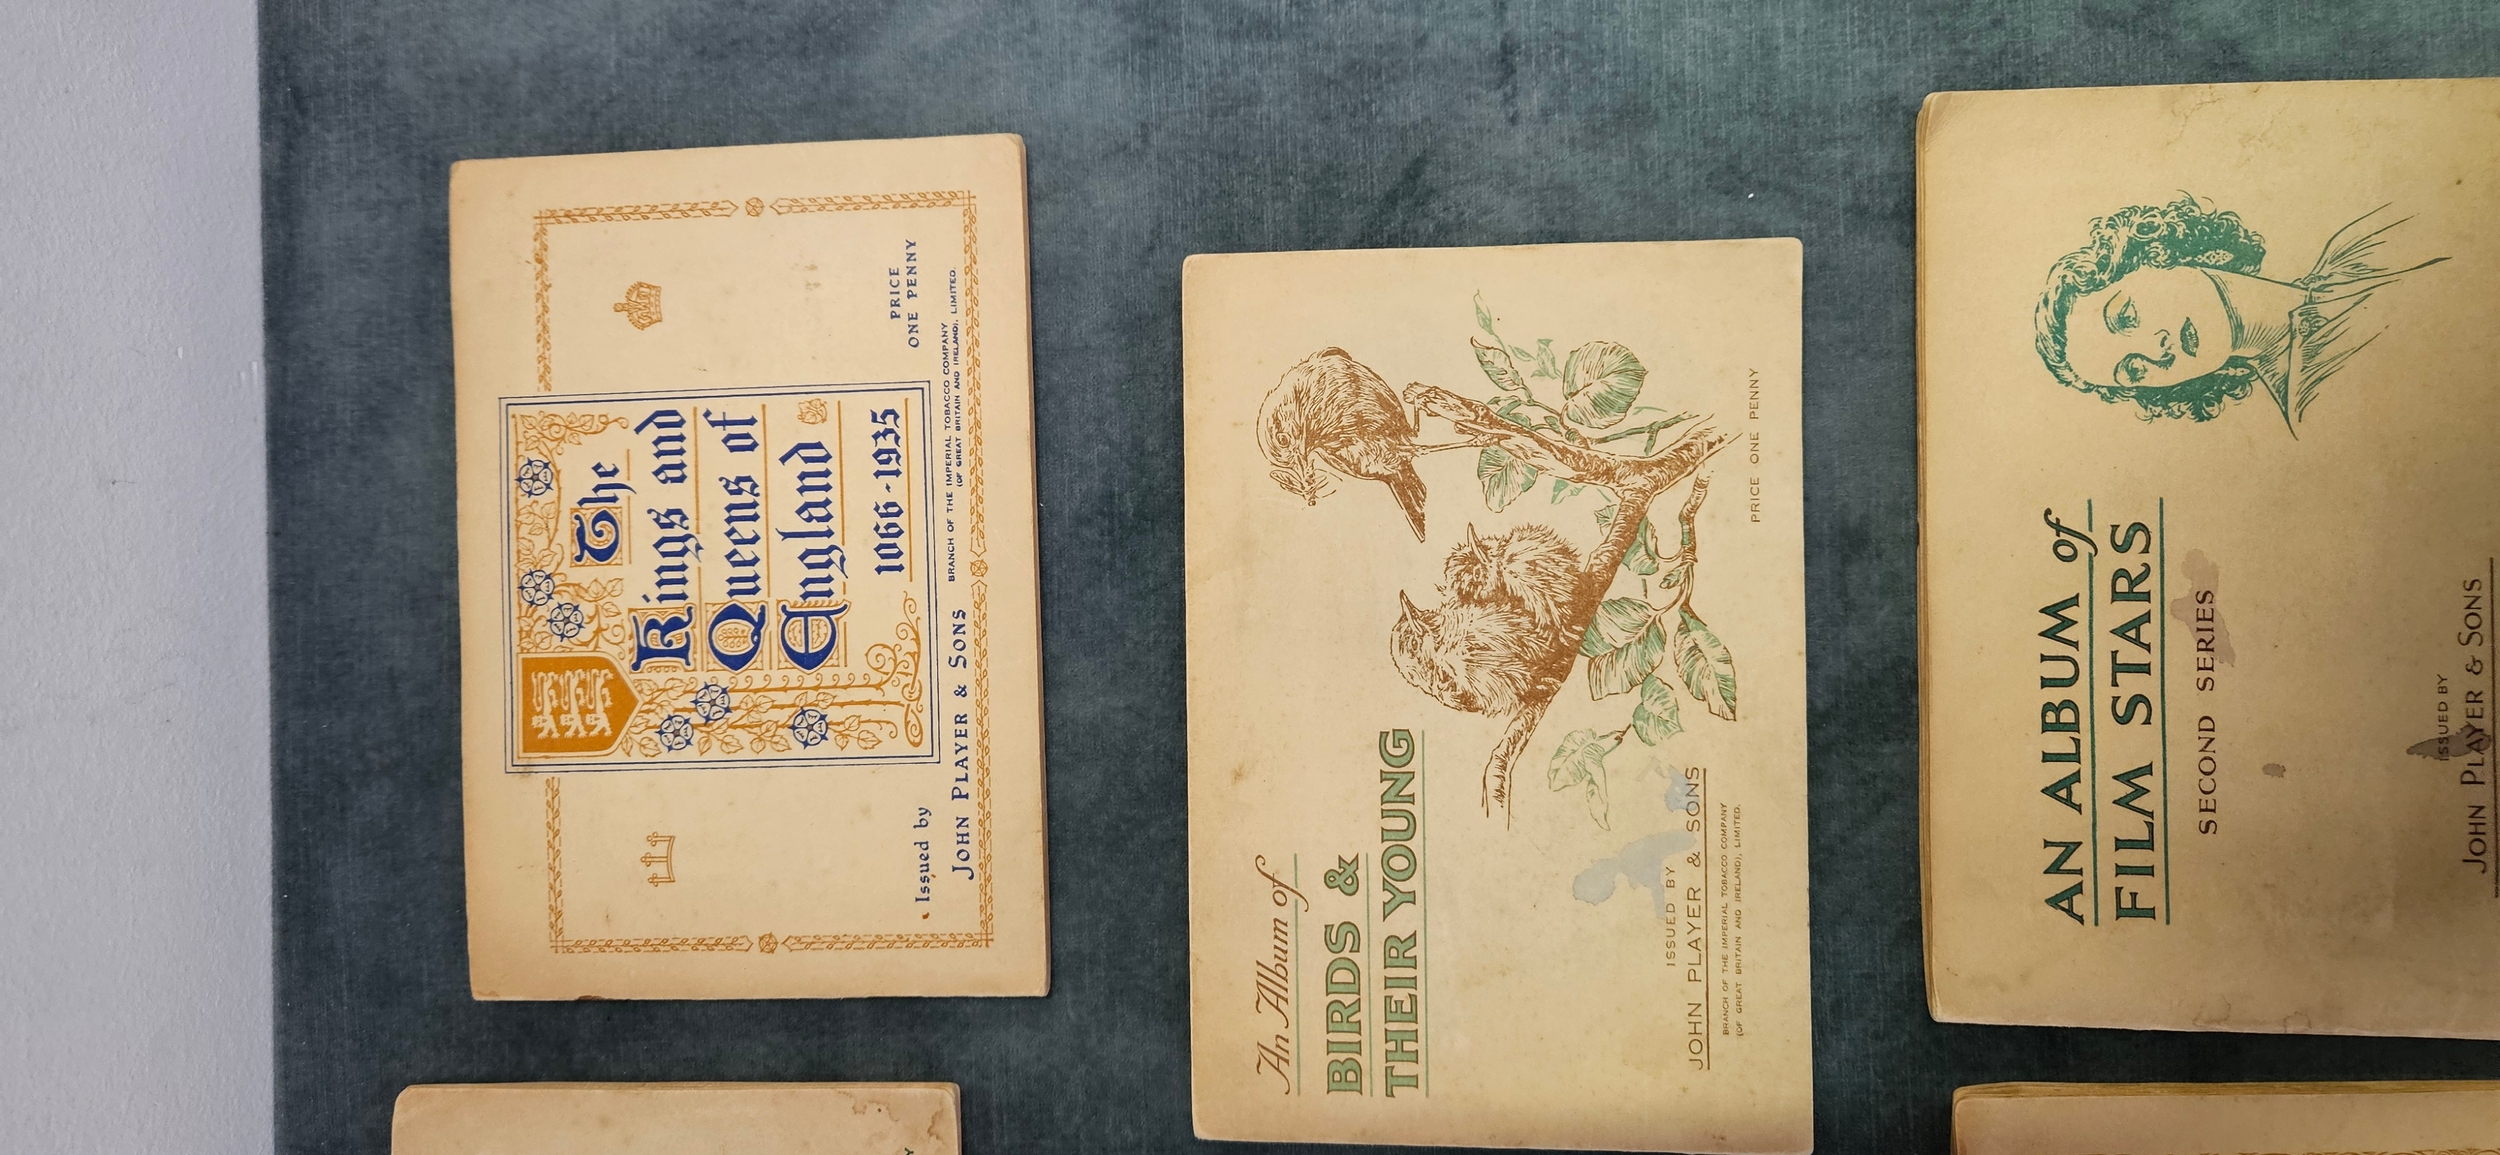 The
Kings and
Queens of
England
1066-1935
Issued by
JOHN PLAYER & SONS
BRANCH OF THE IMPERIAL TOBACCO COMPANY
(OF GREAT BRITAIN AND IRELAND), LIMITED.
PRICE
ONE PENNY
An Album of
BIRDS &
THEIR YOUNG
ISSUED BY
JOHN PLAYER & SONS
BRANCH OF THE IMPERIAL TOBACCO COMPANY
(OF GREAT BRITAIN AND IRELAND), LIMITED.
PRICE ONE PENNY
AN ALBUM of
FILM STARS
SECOND SERIES
ISSUED BY
JOHN PLAYER & SONS